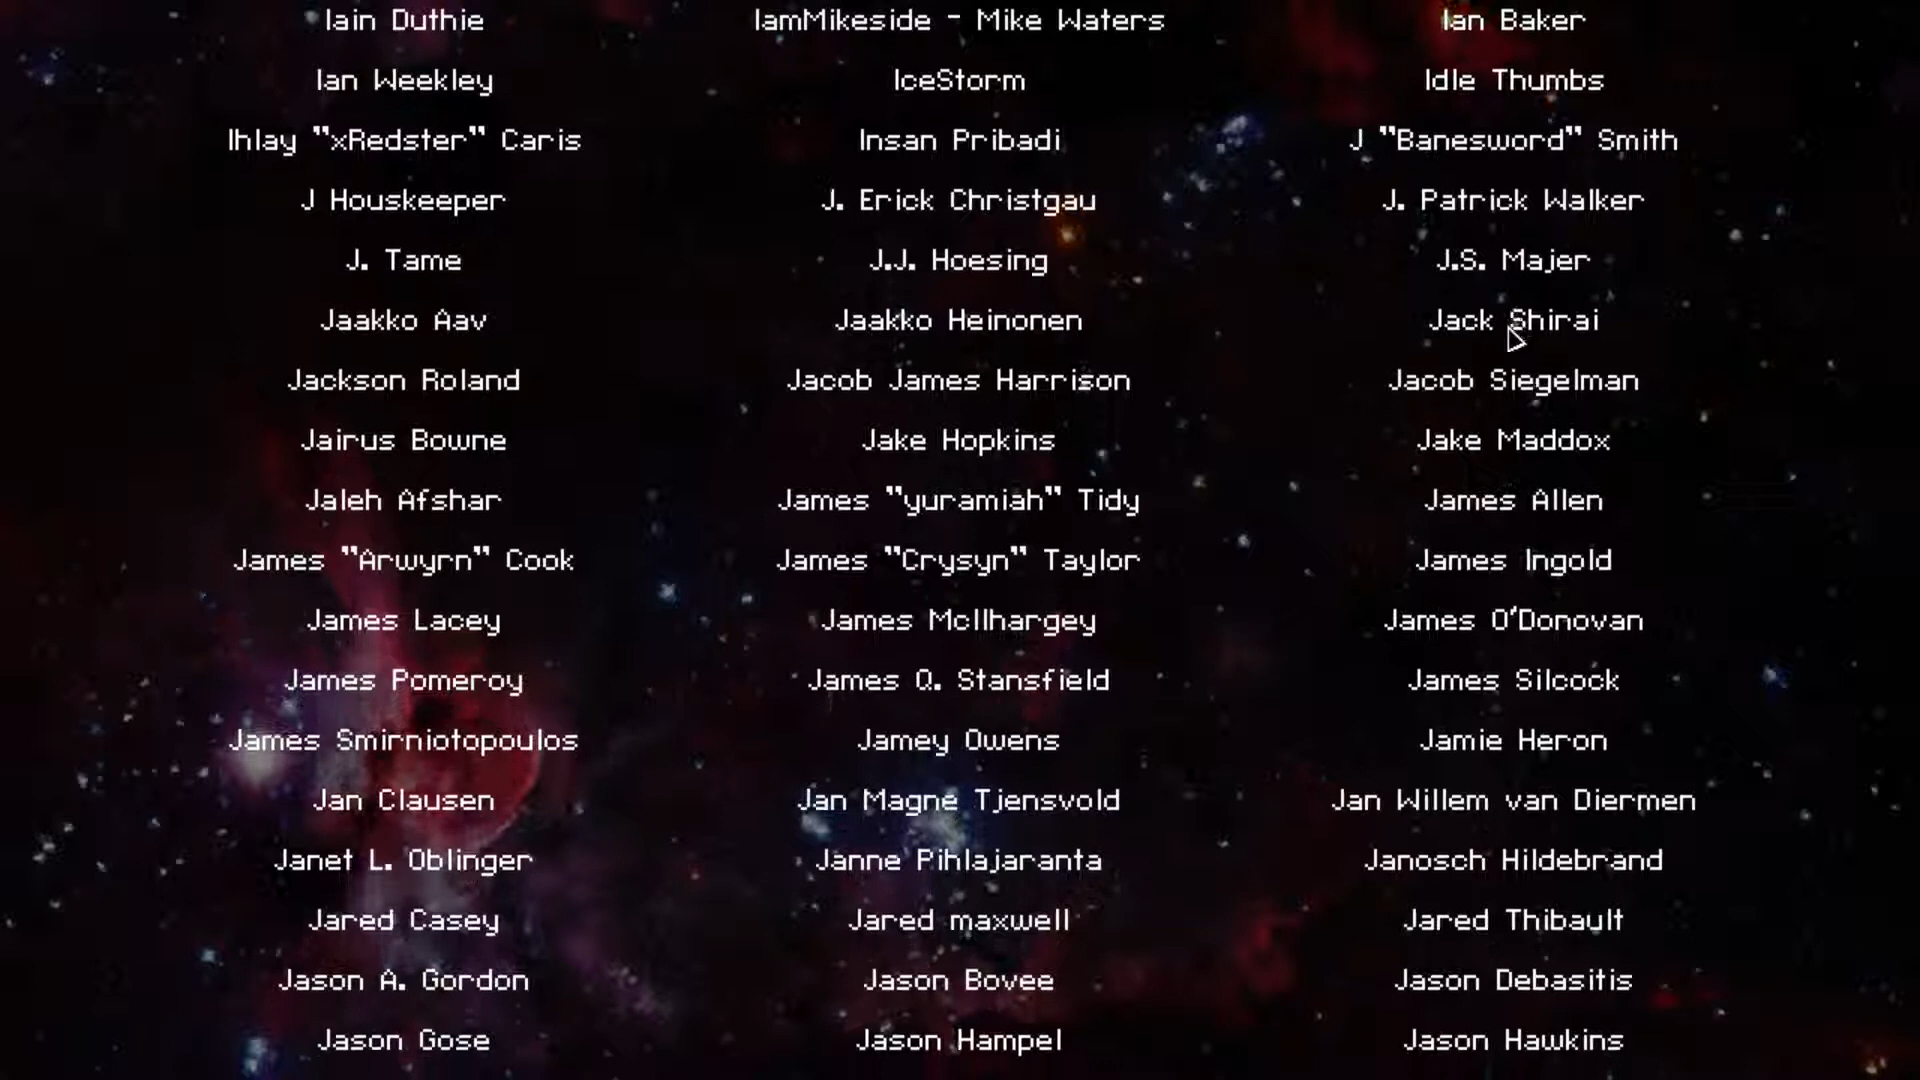 Iain Duthie IamMikeside - Mike Waters Ian Baker
Ian Weekley IceStorm Idle Thumbs
Ihlay "xRedster" Caris Insan Pribadi J "Banesword" Smith
J Houskeeper J. Erick Christgau J. Patrick Walker
J. Tame J.J. Hoesing J.S. Majer
Jaakko Aav Jaakko Heinonen Jack Shirai
Jackson Roland Jacob James Harrison Jacob Siegelman
Jairus Bowne Jake Hopkins Jake Maddox
Jaleh Afshar James "yuramiah" Tidy James Allen
James "Arwyrn" Cook James "Crysyn" Taylor James Ingold
James Lacey James McIlhargey James O'Donovan
James Pomeroy James Q. Stansfield James Silcock
James Smirniotopoulos Jamey Owens Jamie Heron
Jan Clausen Jan Magne Tjensvold Jan Willem van Diermen
Janet L. Oblinger Janne Pihlajaranta Janosch Hildebrand
Jared Casey Jared maxwell Jared Thibault
Jason A. Gordon Jason Bovee Jason Debasitis
Jason Gose Jason Hampel Jason Hawkins